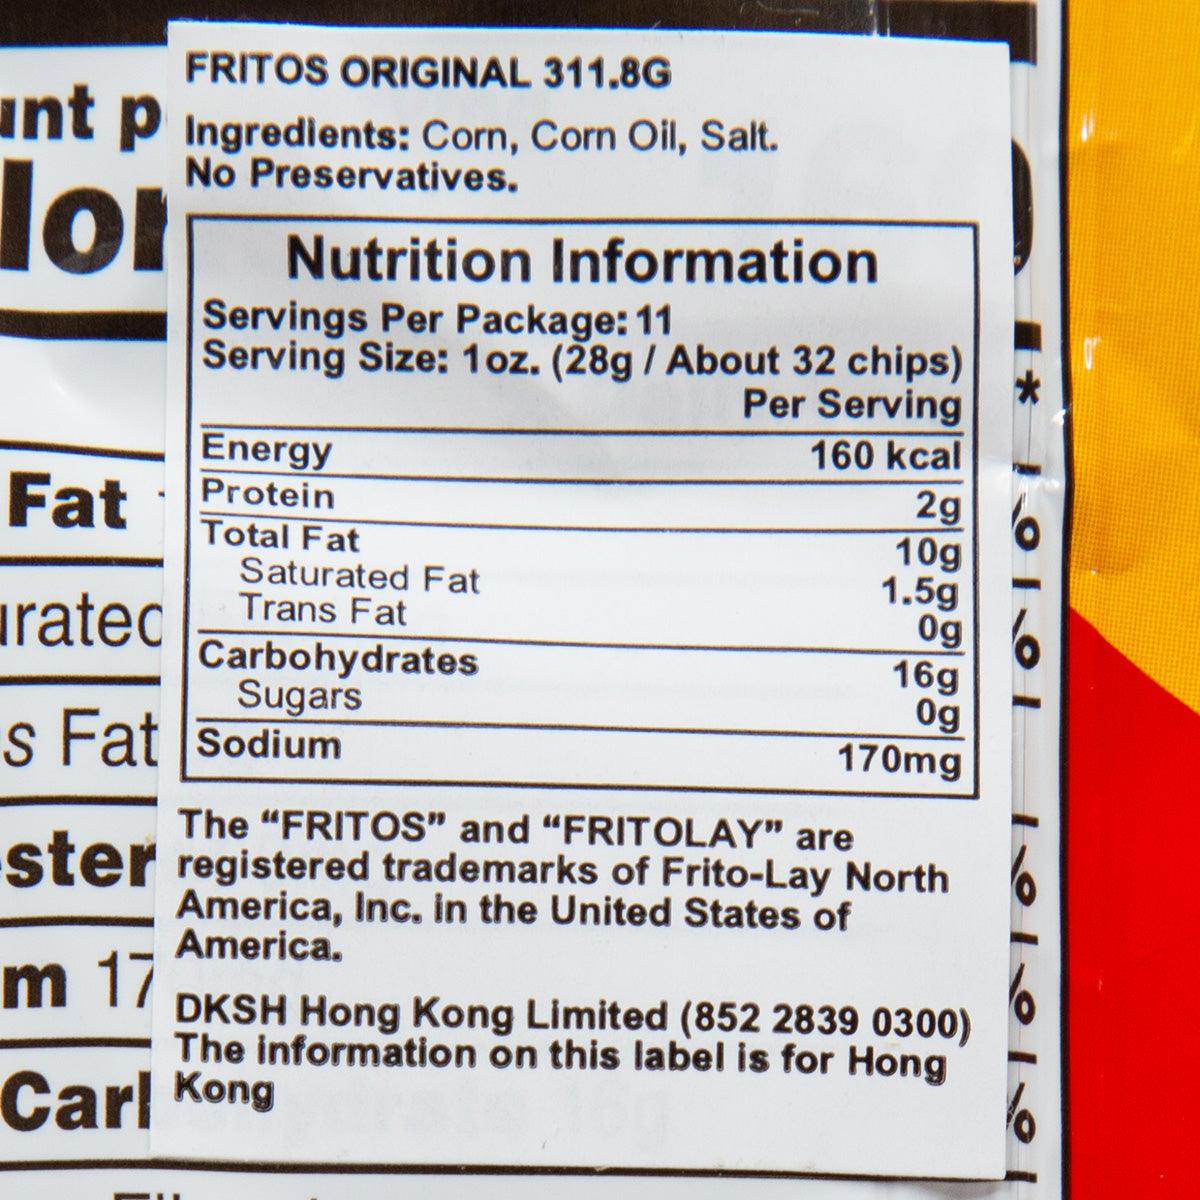 FRITOS ORIGINAL 311.8G
Ingredients: Corn, Corn Oil, Salt.
No Preservatives.
Nutrition Information
Servings Per Package: 11
Serving Size: 1oz. (28g / About 32 chips)
Per Serving
Energy 160 kcal
Protein 2g
Total Fat 10g
Saturated Fat 1.5g
Trans Fat 0g
Carbohydrates 16g
Sugars 0g
Sodium 170mg
The “FRITOS” and “FRITOLAY” are
registered trademarks of Frito-Lay North
America, Inc. in the United States of
America.
DKSH Hong Kong Limited (852 2839 0300)
The information on this label is for Hong
Kong
Fat
s Fat
m 17